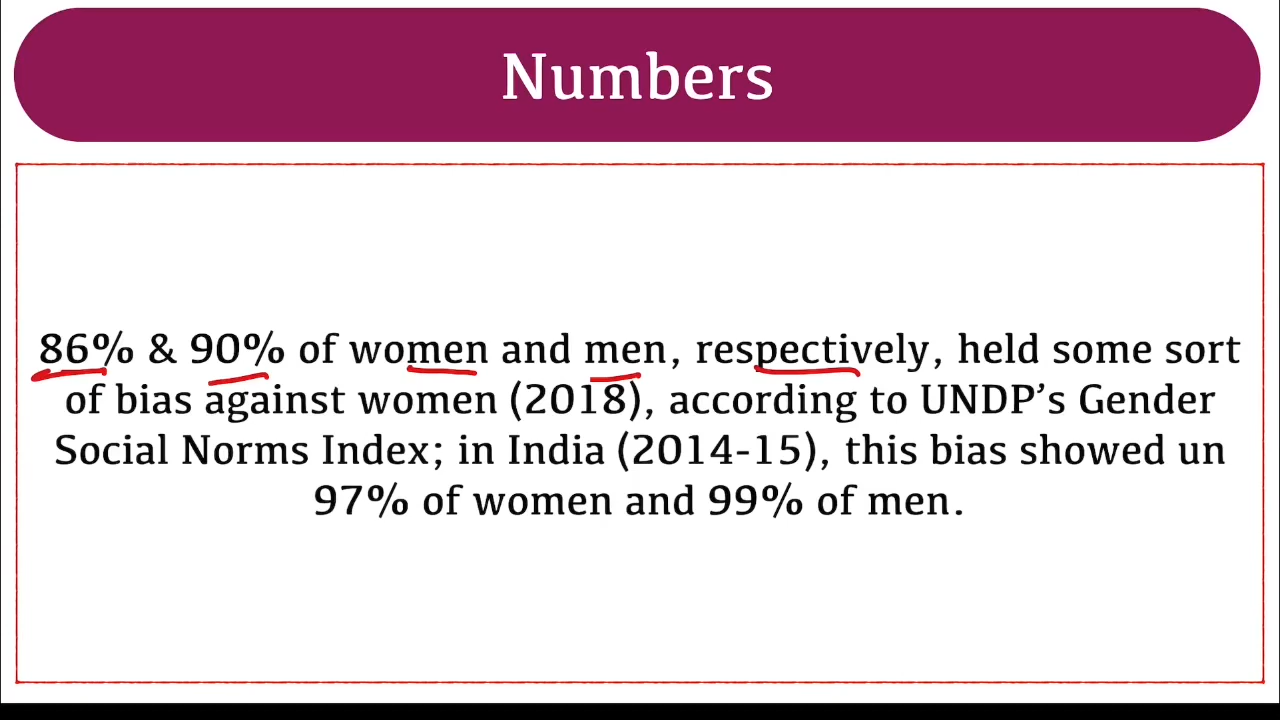 Numbers
86% & 90% of women and men, respectively, held some sort
of bias against women (2018), according to UNDP’s Gender
Social Norms Index; in India (2014-15), this bias showed un
97% of women and 99% of men.